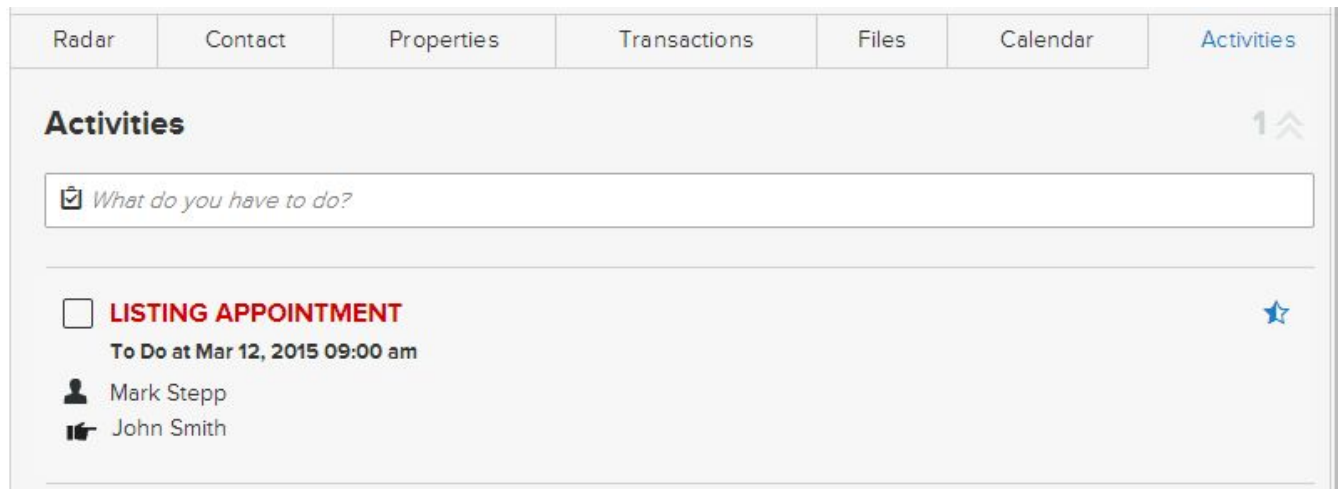 Radar Contact Properties Transactions Files Calendar Activities
Activities 1
What do you have to do?
LISTING APPOINTMENT
To Do at Mar 12, 2015 09:00 am
Mark Stepp
John Smith